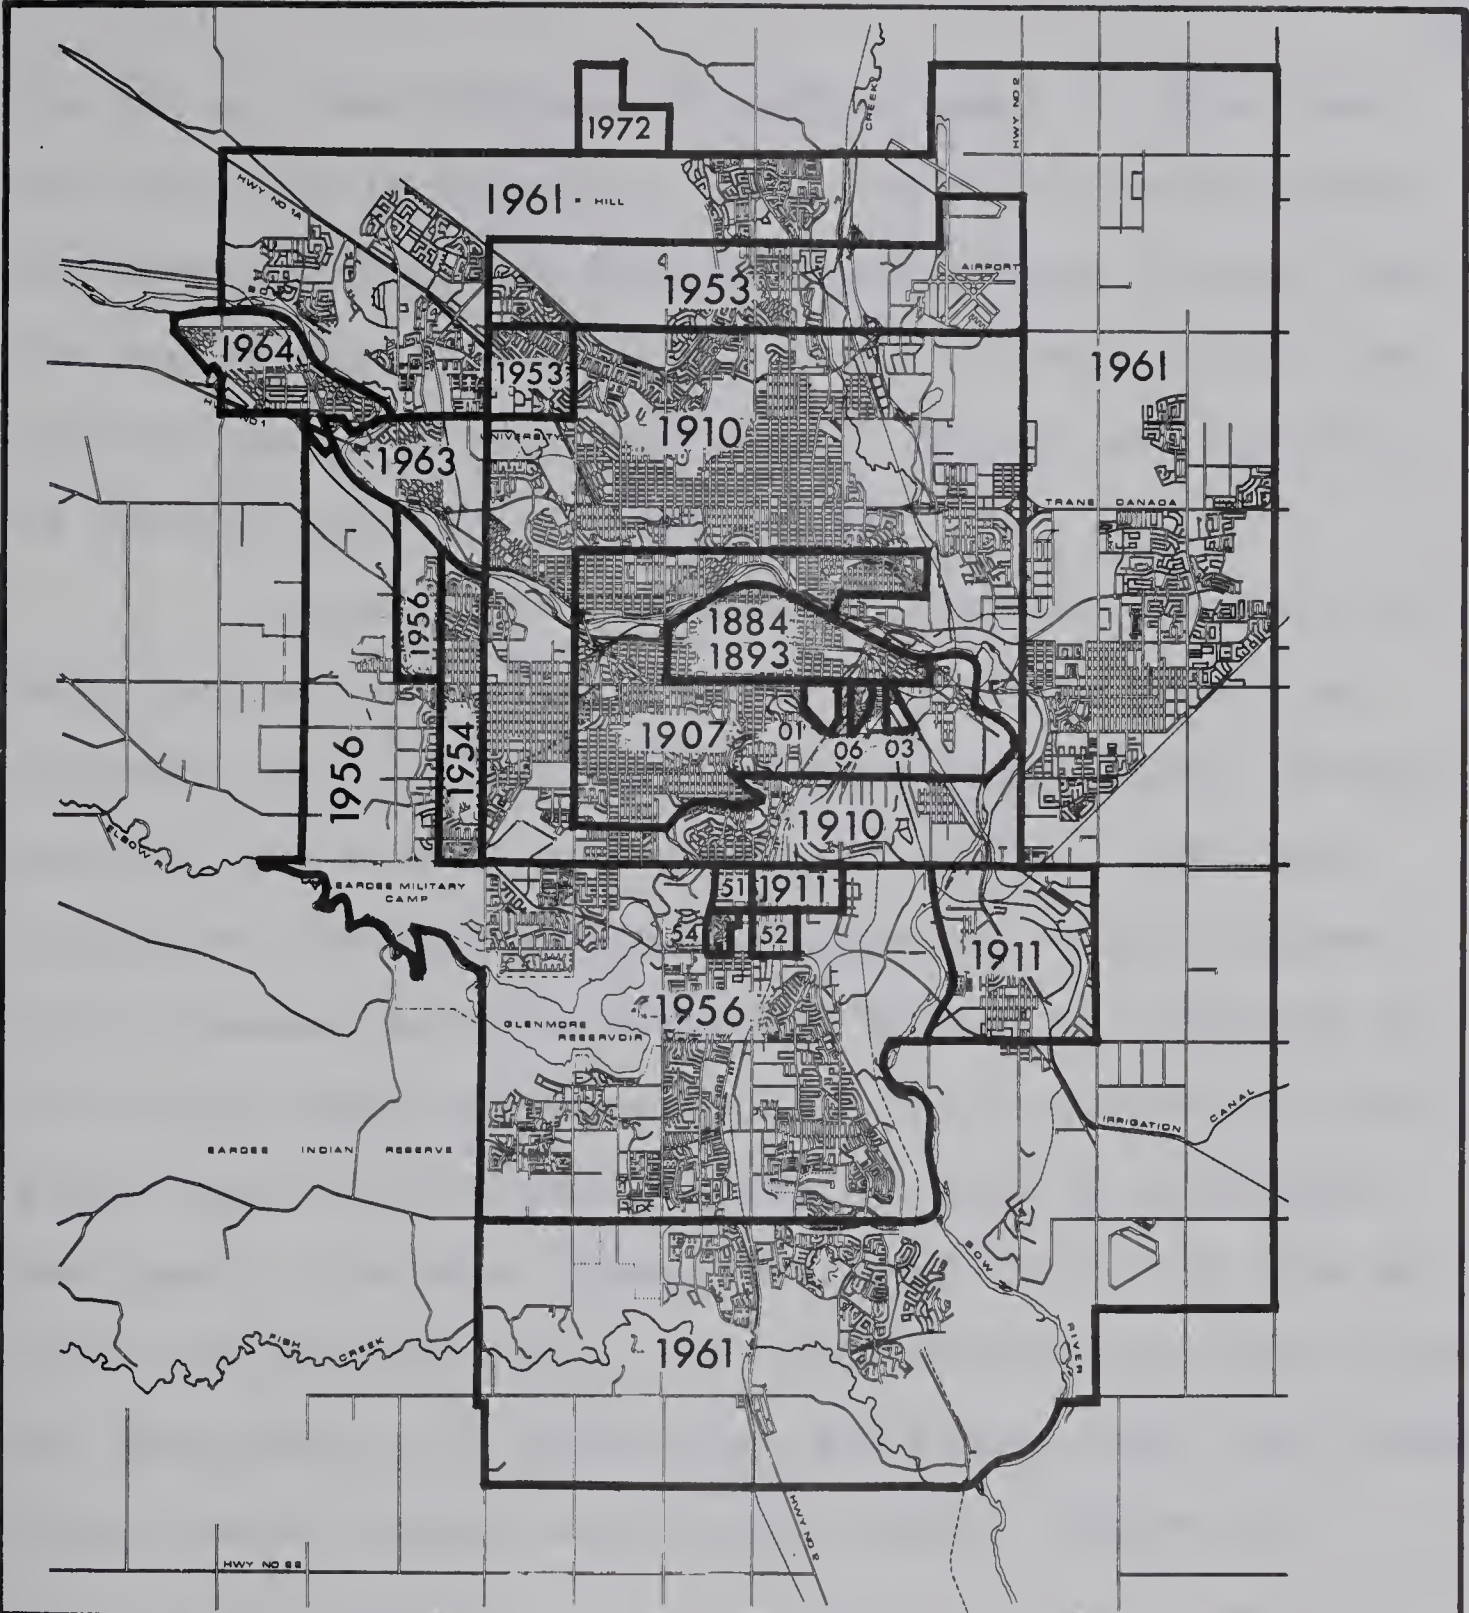 CREEK
HWY NO 2
1972
HWY NO 1A
1961
HILL
1953
AIRPORT
1964
1953
1961
1910
NO 1
UNIVERSITY
1963
TRANS CANADA
1884
1893
1956
1907
01
06
03
1954
1956
1910
ELBOW R.
SARCEE MILITARY
CAMP
51
1911
54
52
1911
1956
GLENMORE
RESERVOIR
IRRIGATION
CANAL
SARCEE INDIAN RESERVE
BOW
RIVER
FISH
CREEK
1961
HWY NO 2
HWY NO 22